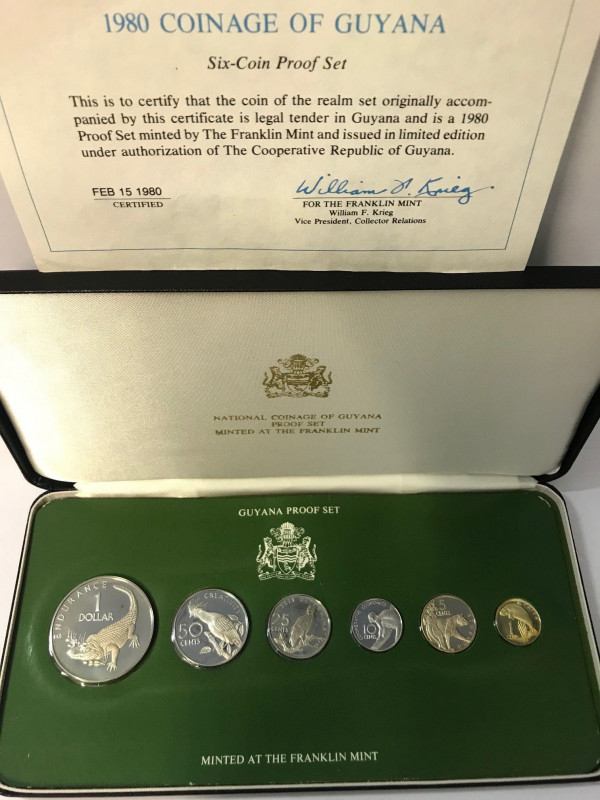 1980 COINAGE OF GUYANA
Six-Coin Proof Set
This is to certify that the coin of the realm set originally accom-
panied by this certificate is legal tender in Guyana and is a 1980
Proof Set minted by The Franklin Mint and issued in limited edition
under authorization of The Cooperative Republic of Guyana.
FEB 15 1980
CERTIFIED
William F. Krieg
FOR THE FRANKLIN MINT
William F. Krieg
Vice President, Collector Relations
NATIONAL COINAGE OF GUYANA
PROOF SET
MINTED AT THE FRANKLIN MINT
GUYANA PROOF SET
ENDURANCE
1
DOLLAR
50
CENTS
25
CENTS
10
CENTS
5
CENTS
MINTED AT THE FRANKLIN MINT